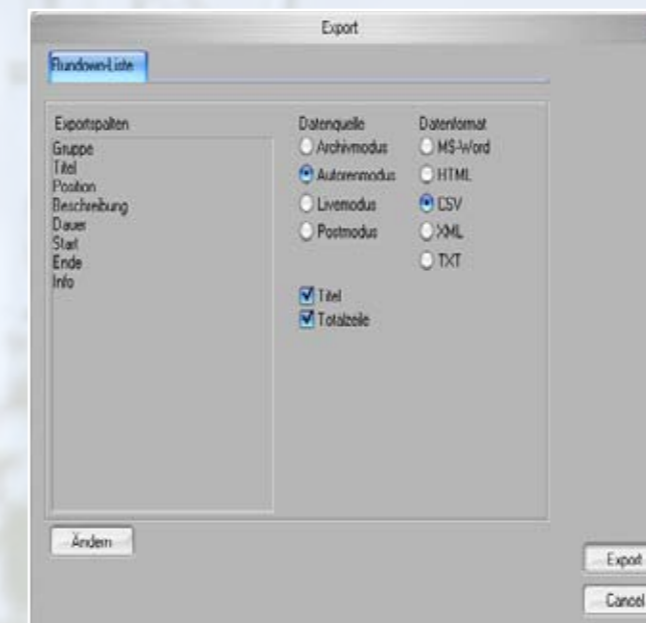 Export
Rundown-Liste
Exportspalten
Gruppe
Titel
Position
Beschreibung
Dauer
Start
Ende
Info
Datenquelle
Archivmodus
Autorenmodus
Livemodus
Postmodus
Titel
Totalzeile
Datenformat
MS-Word
HTML
CSV
XML
TXT
Ändern
Export
Cancel